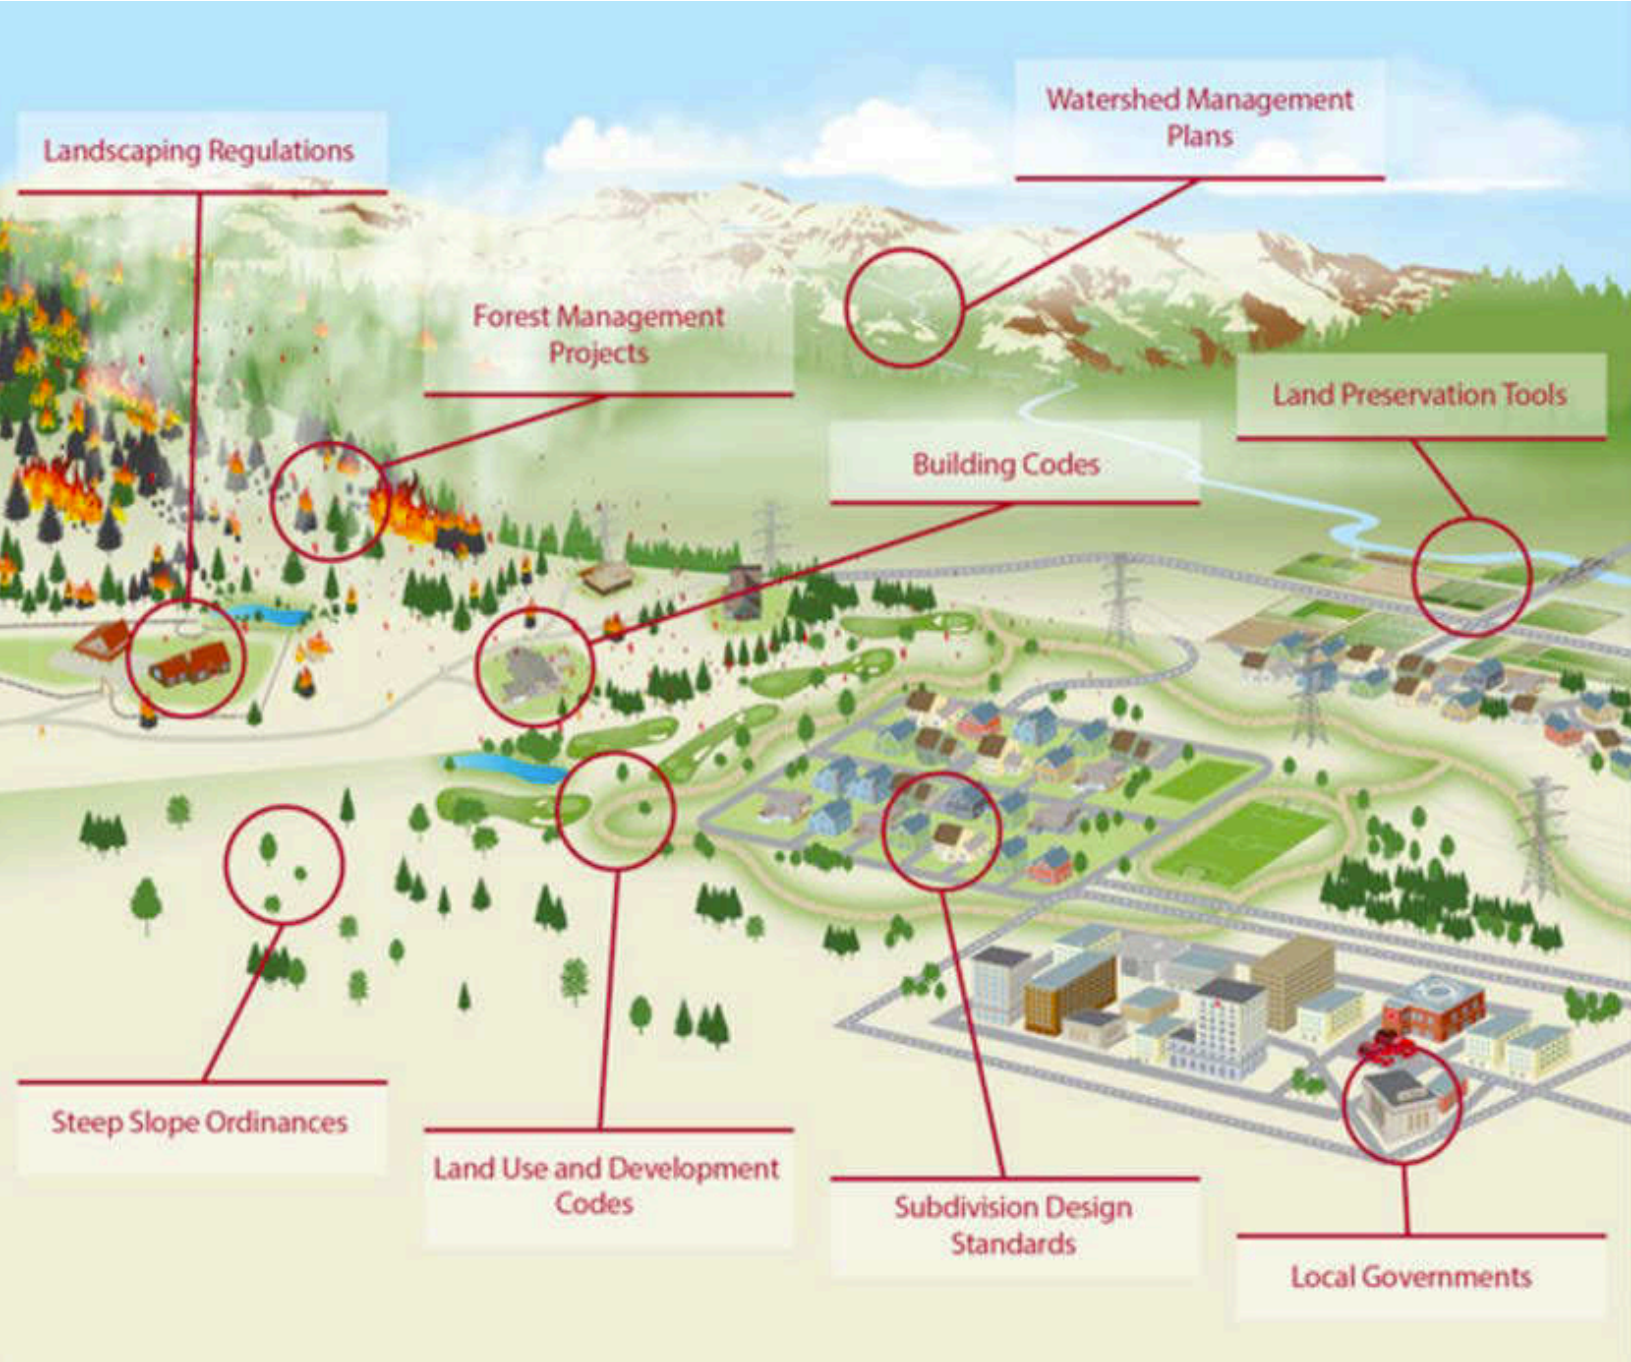 Watershed Management
Plans
Landscaping Regulations
Forest Management
Projects
Land Preservation Tools
Building Codes
Steep Slope Ordinances
Land Use and Development
Codes
Subdivision Design
Standards
Local Governments